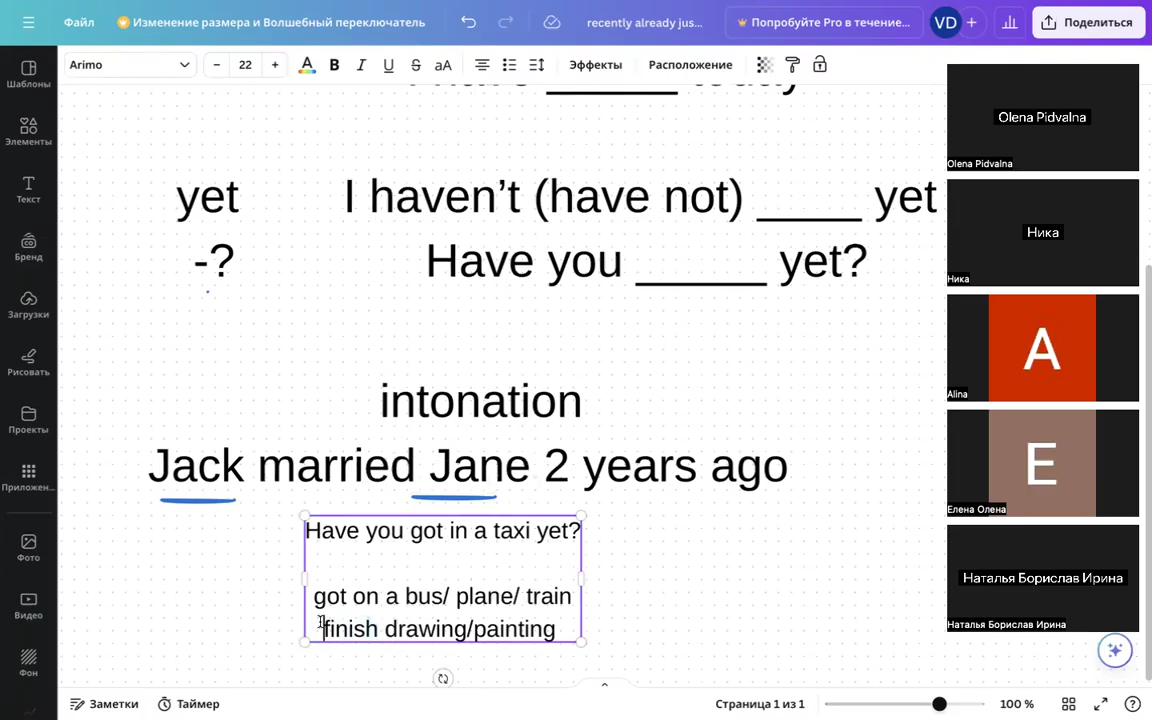 Файл
Изменение размера и Волшебный переключатель
recently already jus...
Попробуйте Pro в течение...
VD
Поделиться
Arimo
22
A
B
I
U
S
aA
Эффекты
Расположение
Шаблоны
Элементы
Текст
Бренд
Загрузки
Рисовать
Проекты
Приложен...
Фото
Видео
Фон
yet
I haven’t (have not) ____ yet
-?
Have you _____ yet?
intonation
Jack married Jane 2 years ago
Have you got in a taxi yet?
got on a bus/ plane/ train
finish drawing/painting
Olena Pidvalna
Olena Pidvalna
Ника
Ника
A
Alina
E
Елена Олена
Наталья Борислав Ирина
Наталья Борислав Ирина
Заметки
Таймер
Страница 1 из 1
100 %